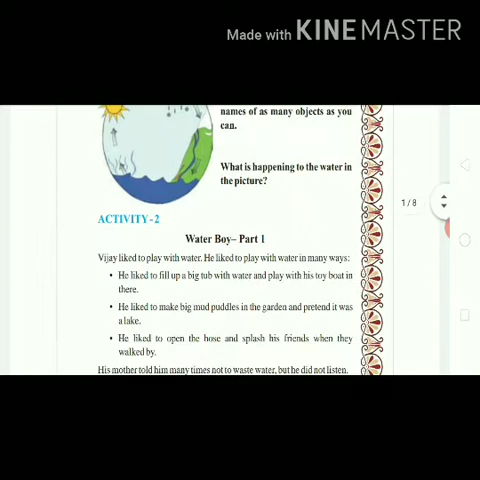 Made with KINEMASTER
names of as many objects as you
can.
What is happening to the water in
the picture?
1/8
ACTIVITY-2
Water Boy– Part 1
Vijay liked to play with water. He liked to play with water in many ways:
• He liked to fill up a big tub with water and play with his toy boat in
there.
• He liked to make big mud puddles in the garden and pretend it was
a lake.
• He liked to open the hose and splash his friends when they
walked by.
His mother told him many times not to waste water, but he did not listen.